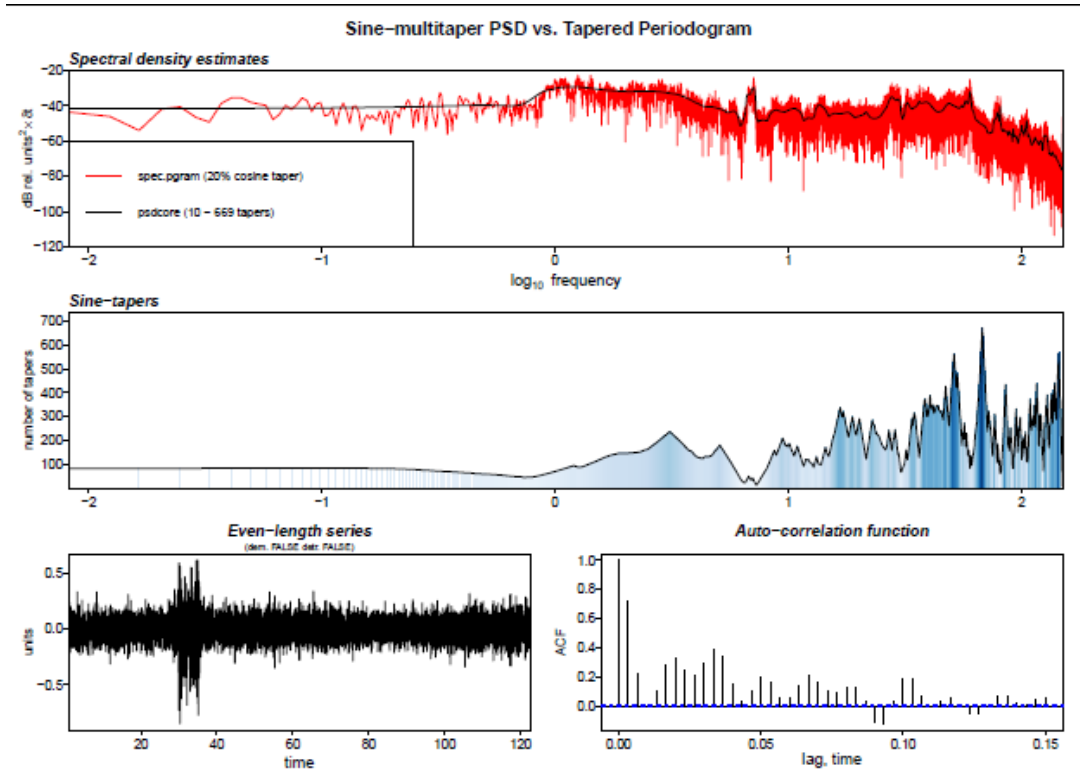 Sine−multitaper PSD vs. Tapered Periodogram
Spectral density estimates
dB rel. units² × δt
−20
−40
−60
−80
−100
−120
spec.pgram (20% cosine taper)
psdcore (10 − 669 tapers)
−2 −1 0 1 2
log₁₀ frequency
Sine−tapers
number of tapers
700
600
500
400
300
200
100
−2 −1 0 1 2
Even−length series
(dem. FALSE detr. FALSE)
units
0.5
0.0
−0.5
20 40 60 80 100 120
time
Auto−correlation function
ACF
1.0
0.8
0.6
0.4
0.2
0.0
0.00 0.05 0.10 0.15
lag, time